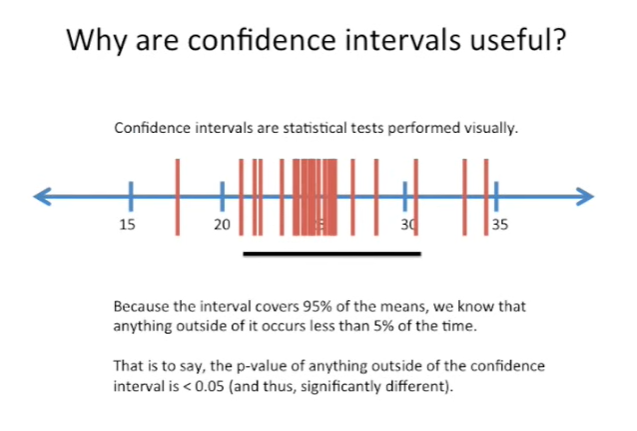 Why are confidence intervals useful?
Confidence intervals are statistical tests performed visually.
15 20 30 35
Because the interval covers 95% of the means, we know that
anything outside of it occurs less than 5% of the time.
That is to say, the p-value of anything outside of the confidence
interval is < 0.05 (and thus, significantly different).